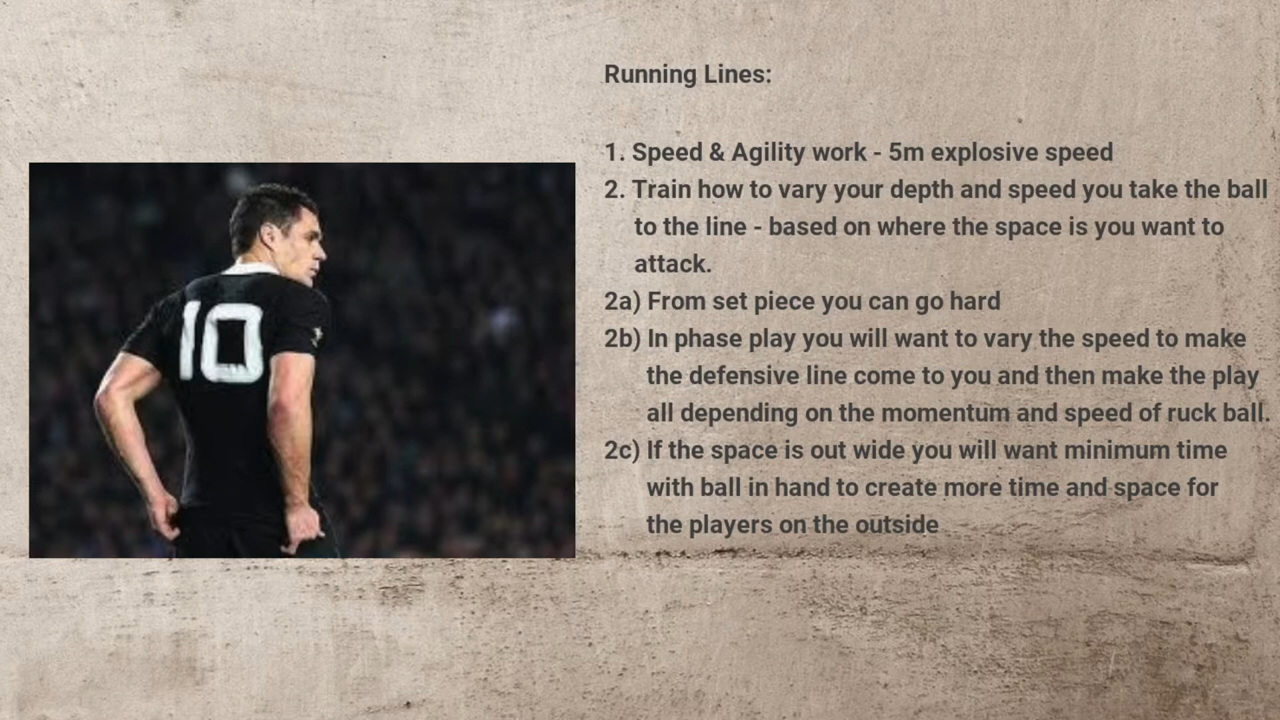 Running Lines:
1. Speed & Agility work - 5m explosive speed
2. Train how to vary your depth and speed you take the ball
to the line - based on where the space is you want to
attack.
2a) From set piece you can go hard
2b) In phase play you will want to vary the speed to make
the defensive line come to you and then make the play
all depending on the momentum and speed of ruck ball.
2c) If the space is out wide you will want minimum time
with ball in hand to create more time and space for
the players on the outside
10